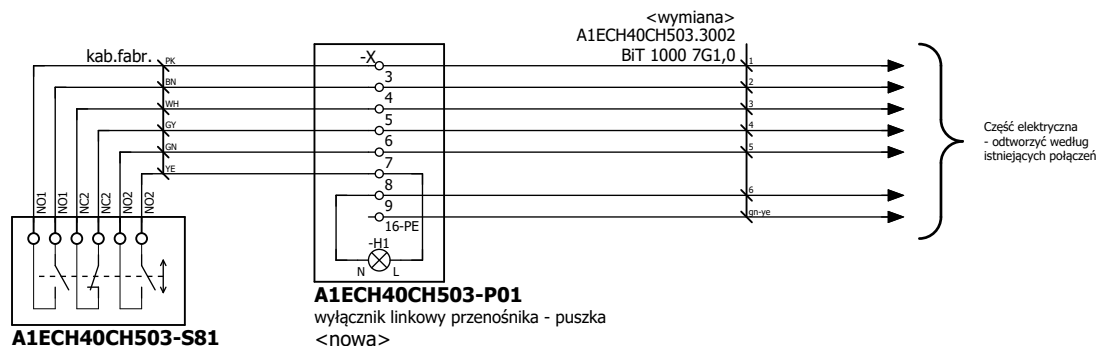 <wymiana>
A1ECH40CH503.3002
BiT 1000 7G1,0
kab.fabr.
-X
PK
1
3
BN
2
4
WH
3
5
GY
4
6
GN
5
7
YE
8
6
9
16-PE
gn-ye
NO1
NO1
NC2
NC2
NO2
NO2
-H1
N
L
Część elektryczna
- odtworzyć według
istniejących połączeń
A1ECH40CH503-P01
wyłącznik linkowy przenośnika - puszka
<nowa>
A1ECH40CH503-S81